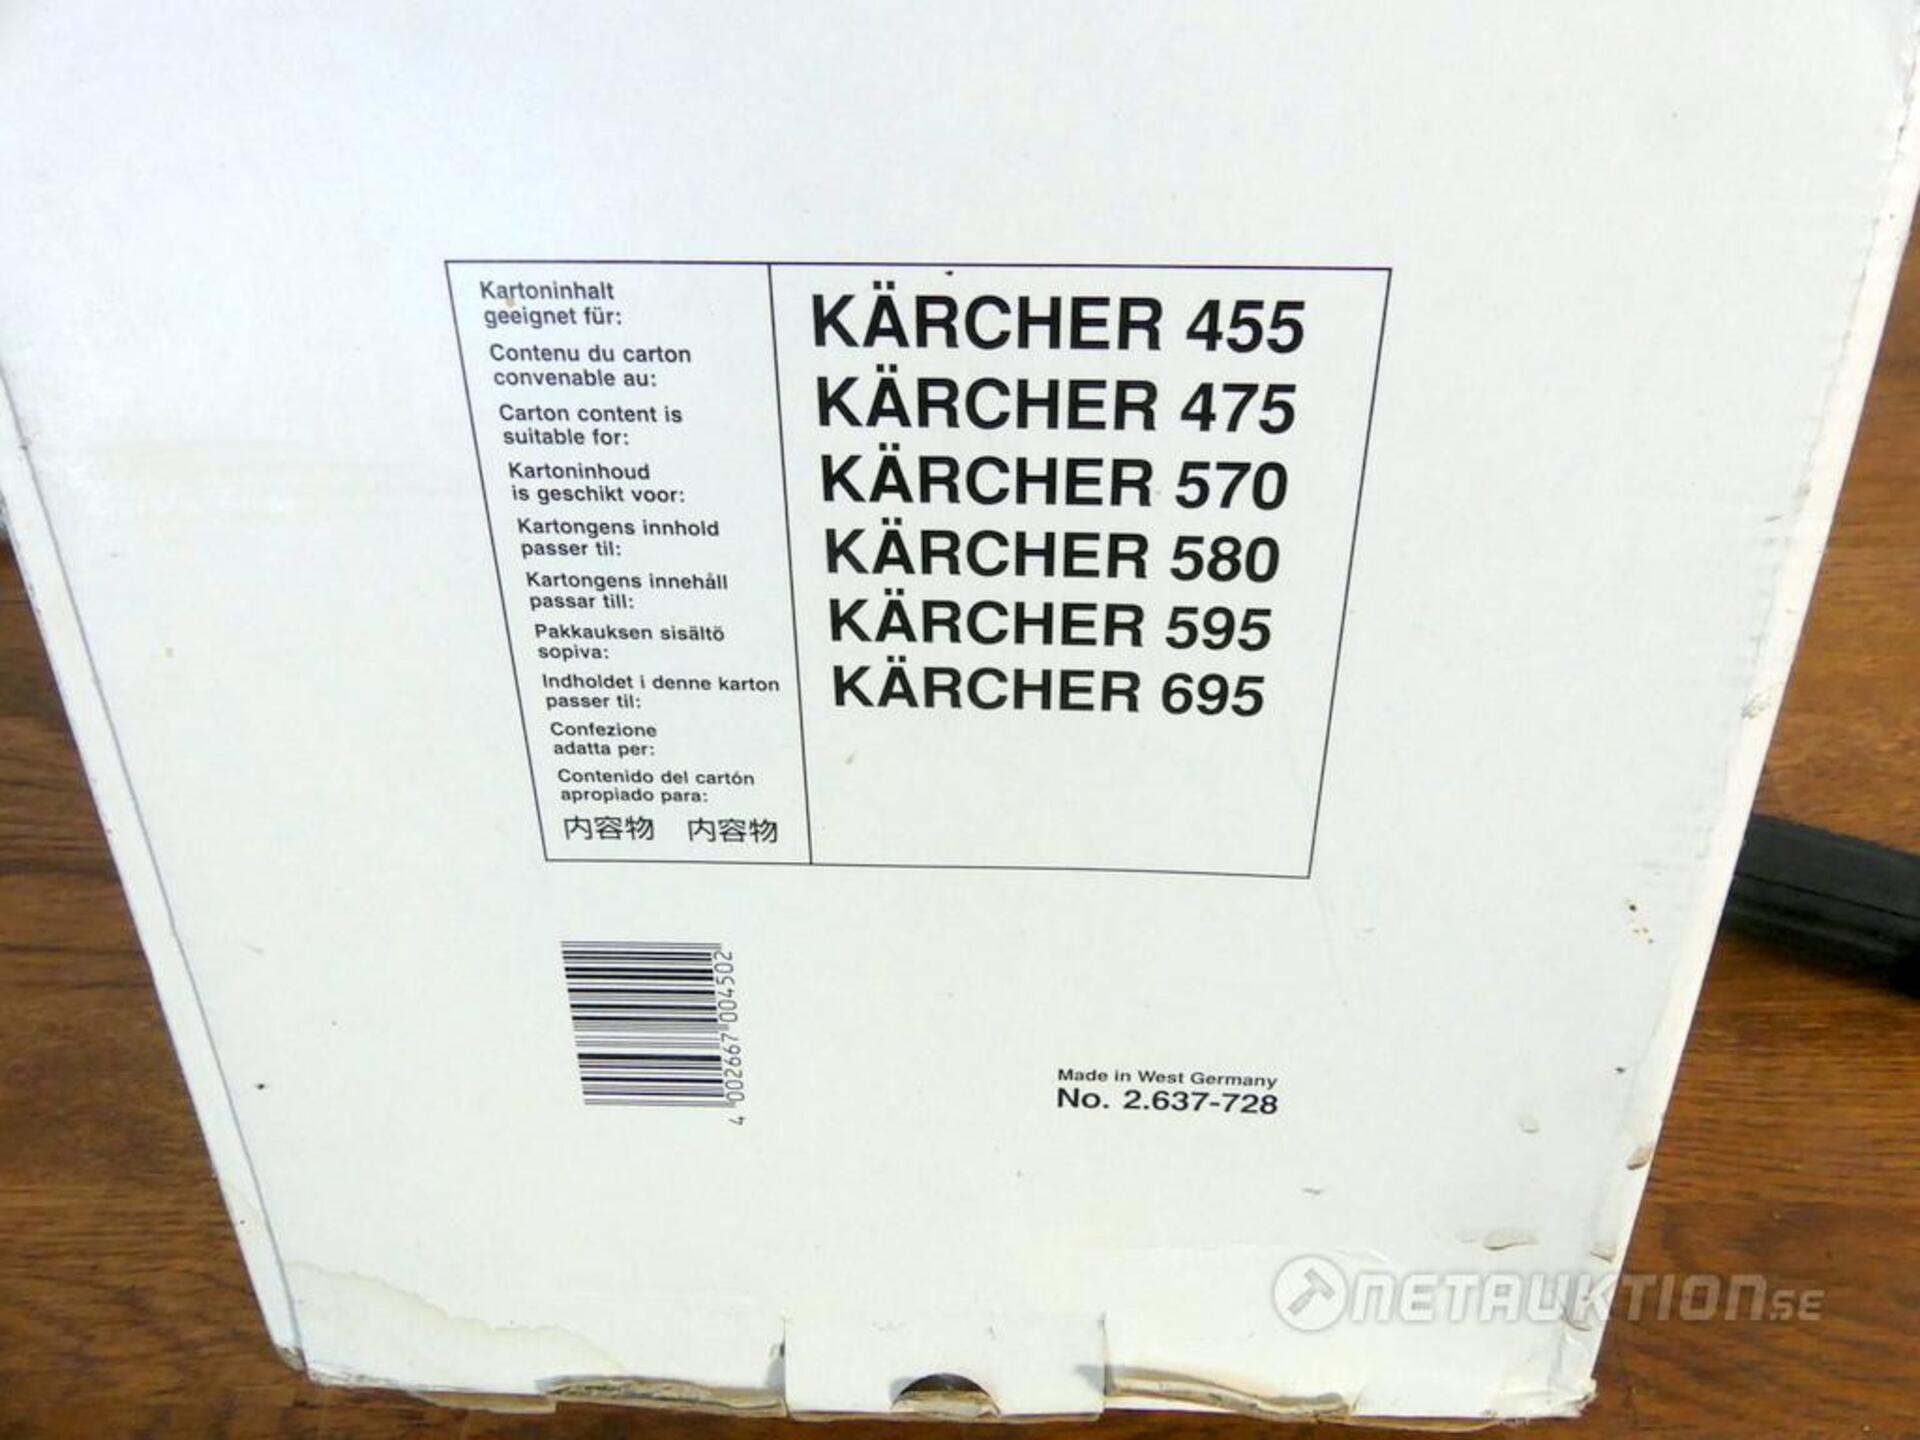 Kartoninhalt
geeignet für:
Contenu du carton
convenable au:
Carton content is
suitable for:
Kartoninhoud
is geschikt voor:
Kartongens innhold
passer til:
Kartongens innehåll
passar till:
Pakkauksen sisältö
sopiva:
Indholdet i denne karton
passer til:
Confezione
adatta per:
Contenido del cartón
apropiado para:
内容物 内容物
KÄRCHER 455
KÄRCHER 475
KÄRCHER 570
KÄRCHER 580
KÄRCHER 595
KÄRCHER 695
4 002667 004502
Made in West Germany
No. 2.637-728
NETAUKTION.SE